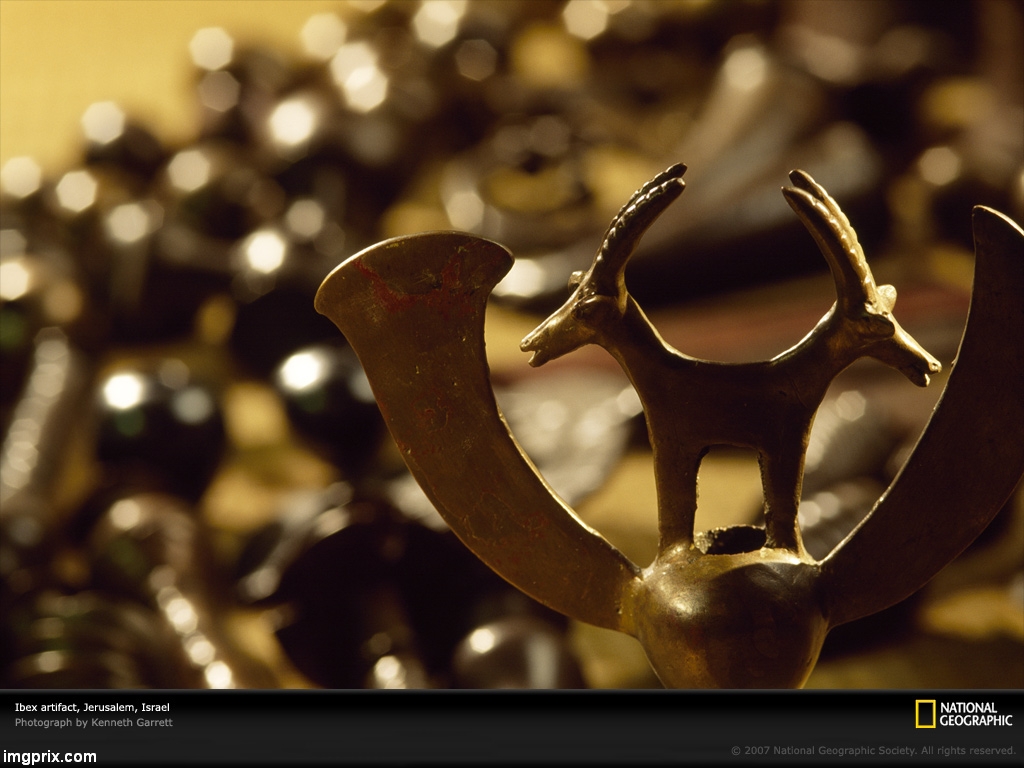 Ibex artifact, Jerusalem, Israel
Photograph by Kenneth Garrett
NATIONAL
GEOGRAPHIC
© 2007 National Geographic Society. All rights reserved.
imgprix.com